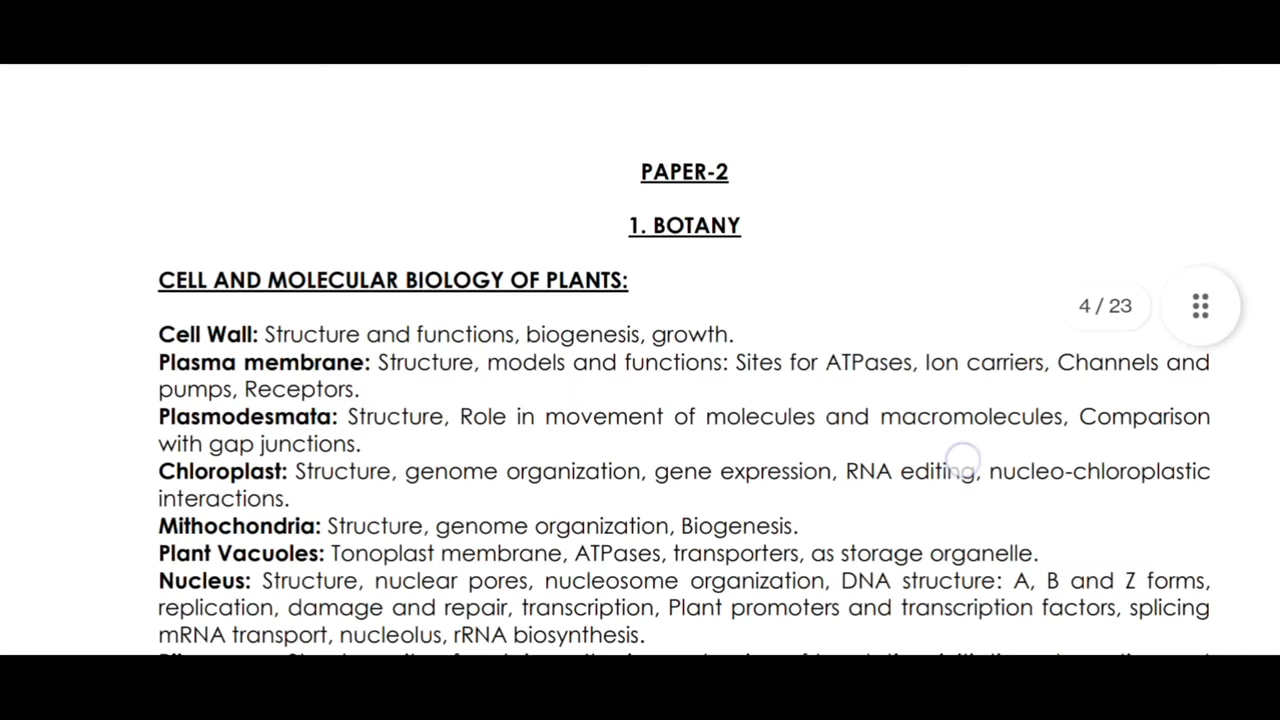 PAPER-2
1. BOTANY
CELL AND MOLECULAR BIOLOGY OF PLANTS:
4 / 23
Cell Wall: Structure and functions, biogenesis, growth.
Plasma membrane: Structure, models and functions: Sites for ATPases, Ion carriers, Channels and
pumps, Receptors.
Plasmodesmata: Structure, Role in movement of molecules and macromolecules, Comparison
with gap junctions.
Chloroplast: Structure, genome organization, gene expression, RNA editing, nucleo-chloroplastic
interactions.
Mithochondria: Structure, genome organization, Biogenesis.
Plant Vacuoles: Tonoplast membrane, ATPases, transporters, as storage organelle.
Nucleus: Structure, nuclear pores, nucleosome organization, DNA structure: A, B and Z forms,
replication, damage and repair, transcription, Plant promoters and transcription factors, splicing
mRNA transport, nucleolus, rRNA biosynthesis.